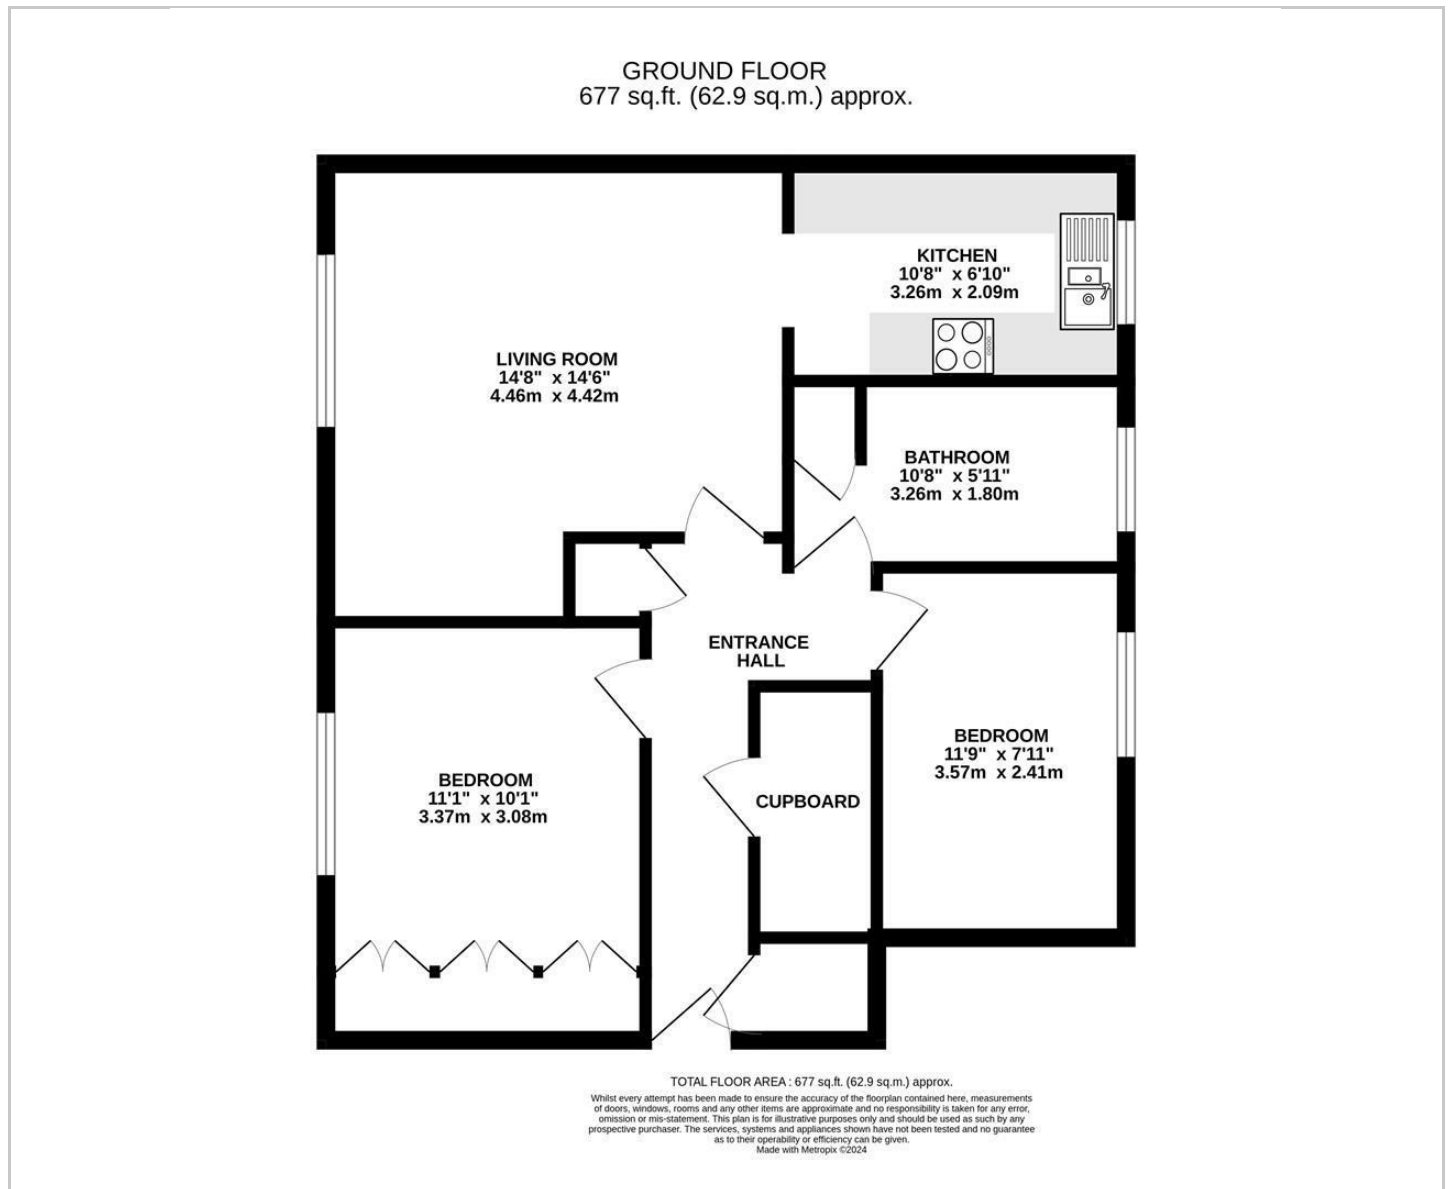 GROUND FLOOR
677 sq.ft. (62.9 sq.m.) approx.
KITCHEN
10'8" x 6'10"
3.26m x 2.09m
LIVING ROOM
14'8" x 14'6"
4.46m x 4.42m
BATHROOM
10'8" x 5'11"
3.26m x 1.80m
ENTRANCE
HALL
BEDROOM
11'9" x 7'11"
3.57m x 2.41m
BEDROOM
11'1" x 10'1"
3.37m x 3.08m
CUPBOARD
TOTAL FLOOR AREA : 677 sq.ft. (62.9 sq.m.) approx.
Whilst every attempt has been made to ensure the accuracy of the floorplan contained here, measurements
of doors, windows, rooms and any other items are approximate and no responsibility is taken for any error,
omission or mis-statement. This plan is for illustrative purposes only and should be used as such by any
prospective purchaser. The services, systems and appliances shown have not been tested and no guarantee
as to their operability or efficiency can be given.
Made with Metropix ©2024